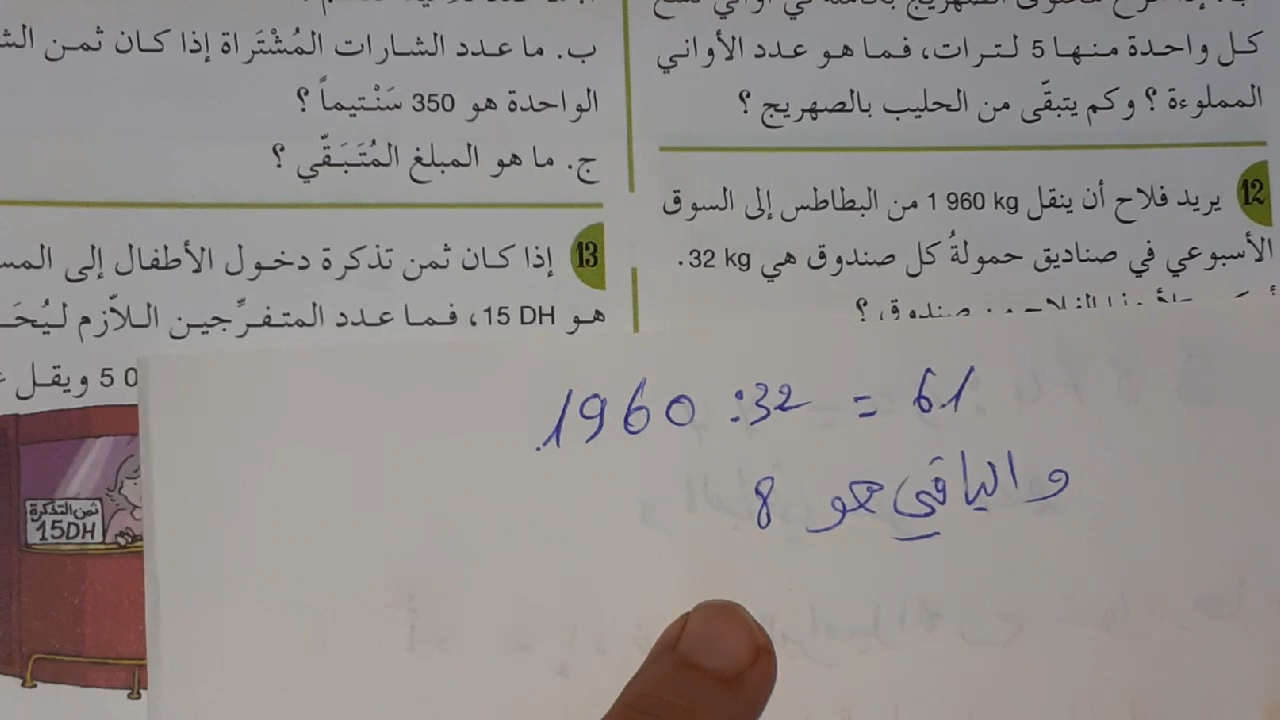 كل واحدة منها 5 لترات، فما هو عدد الأواني
المملوءة ؟ وكم يتبقّى من الحليب بالصهريج ؟
12 يريد فلاح أن ينقل 1 960 kg من البطاطس إلى السوق
الأسبوعي في صناديق حمولةُ كل صندوق هي 32 kg.
صندوق ؟
ب. ما عدد الشارات المُشْتَراة إذا كان ثمن
الواحدة هو 350 سَنْتيماً ؟
ج. ما هو المبلغ المُتَبَقّي ؟
13 إذا كان ثمن تذكرة دخول الأطفال إلى
هو 15 DH، فما عدد المتفرِّجين اللاّزم
ويقل
ثمن التذكرة
15DH
1960 :32 = 61
والباقي هو 8